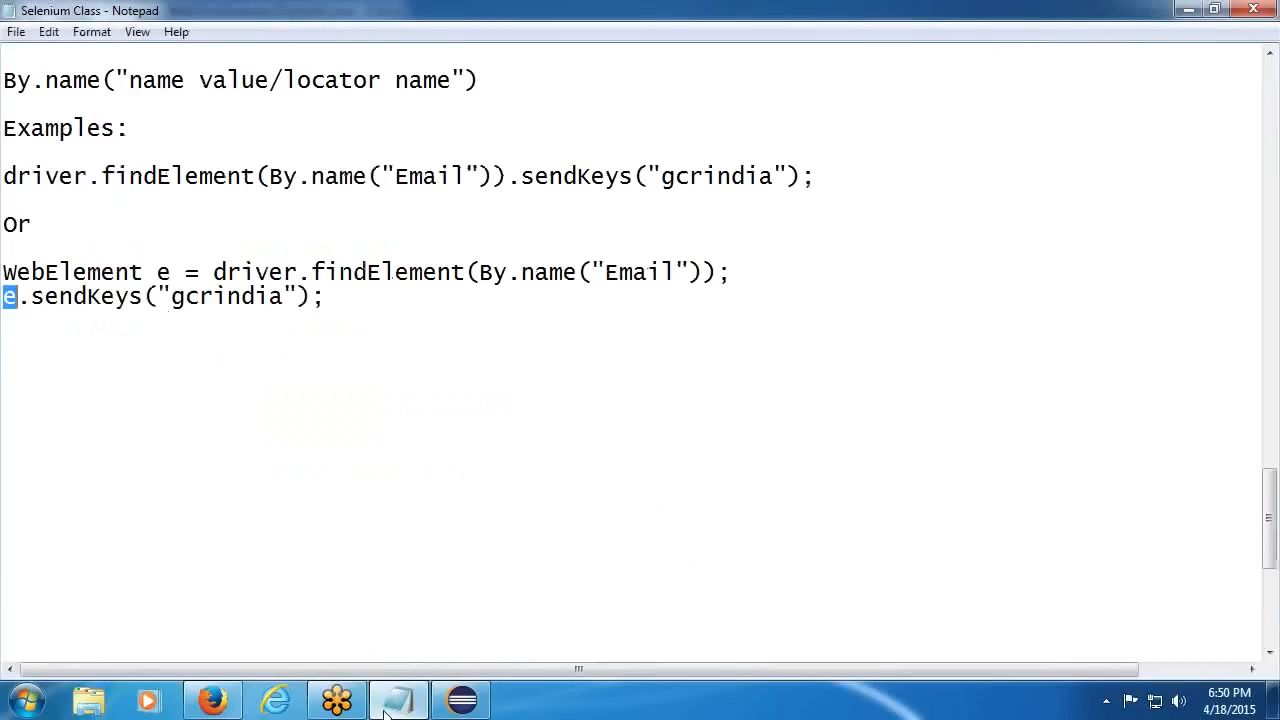 Selenium Class - Notepad
File Edit Format View Help
By.name("name value/locator name")
Examples:
driver.findElement(By.name("Email")).sendKeys("gcrindia");
Or
WebElement e = driver.findElement(By.name("Email"));
e.sendKeys("gcrindia");
6:50 PM
4/18/2015